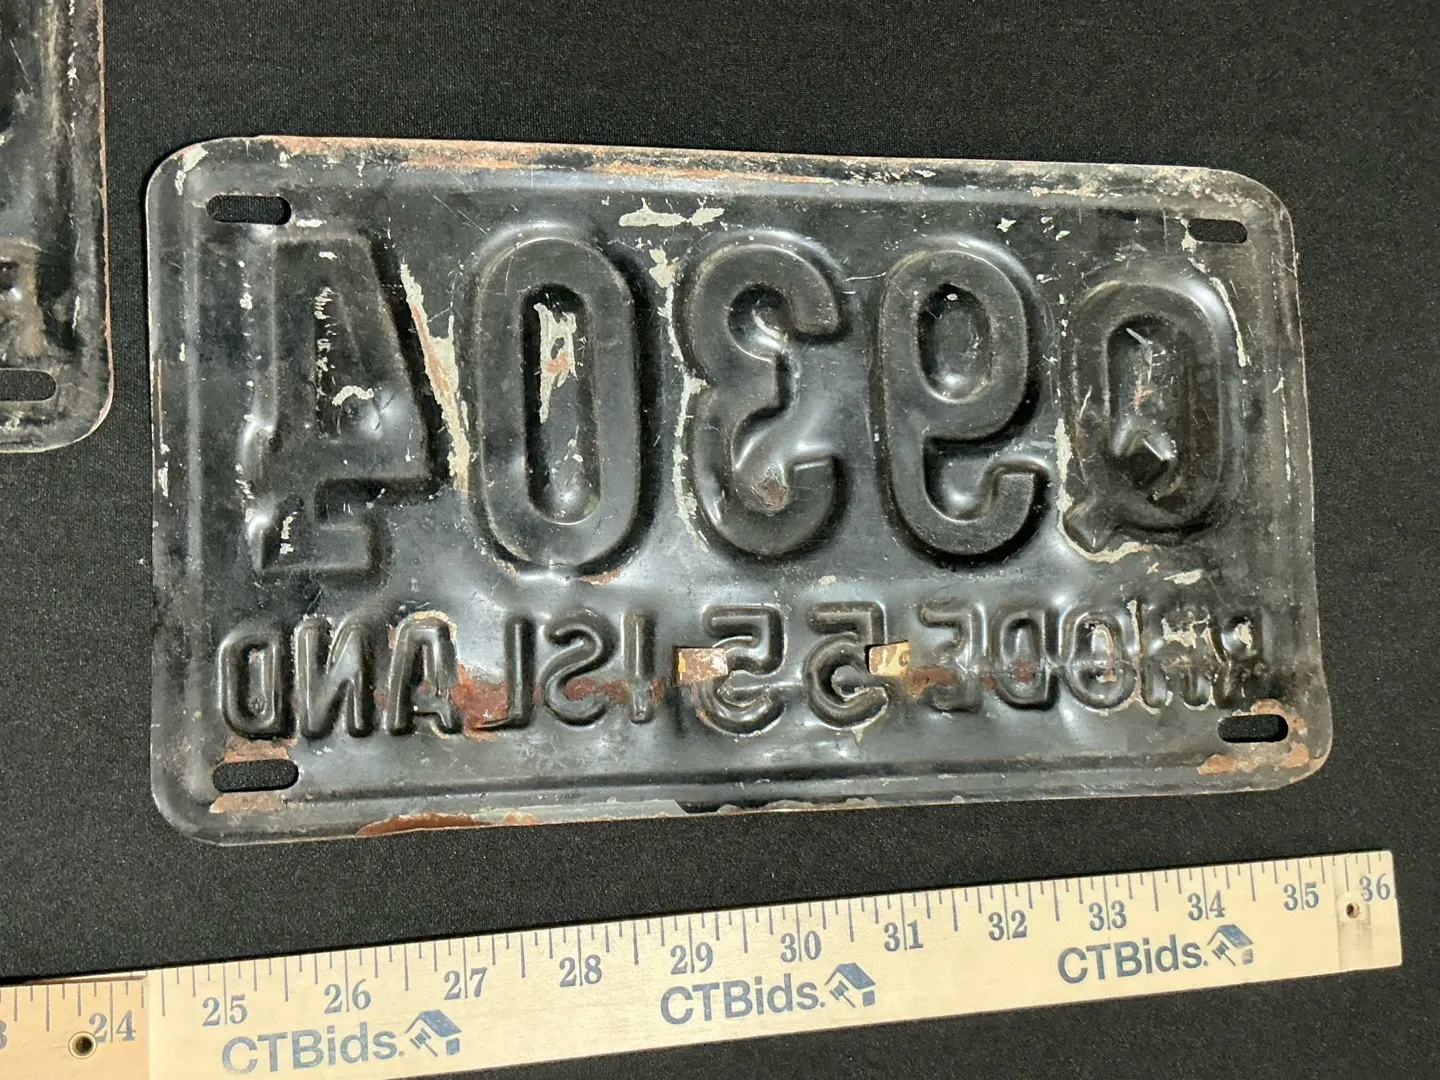 Q9304
RHODE 55 ISLAND
24 25 26 27 28 29 30 31 32 33 34 35 36
CTBids. CTBids. CTBids.